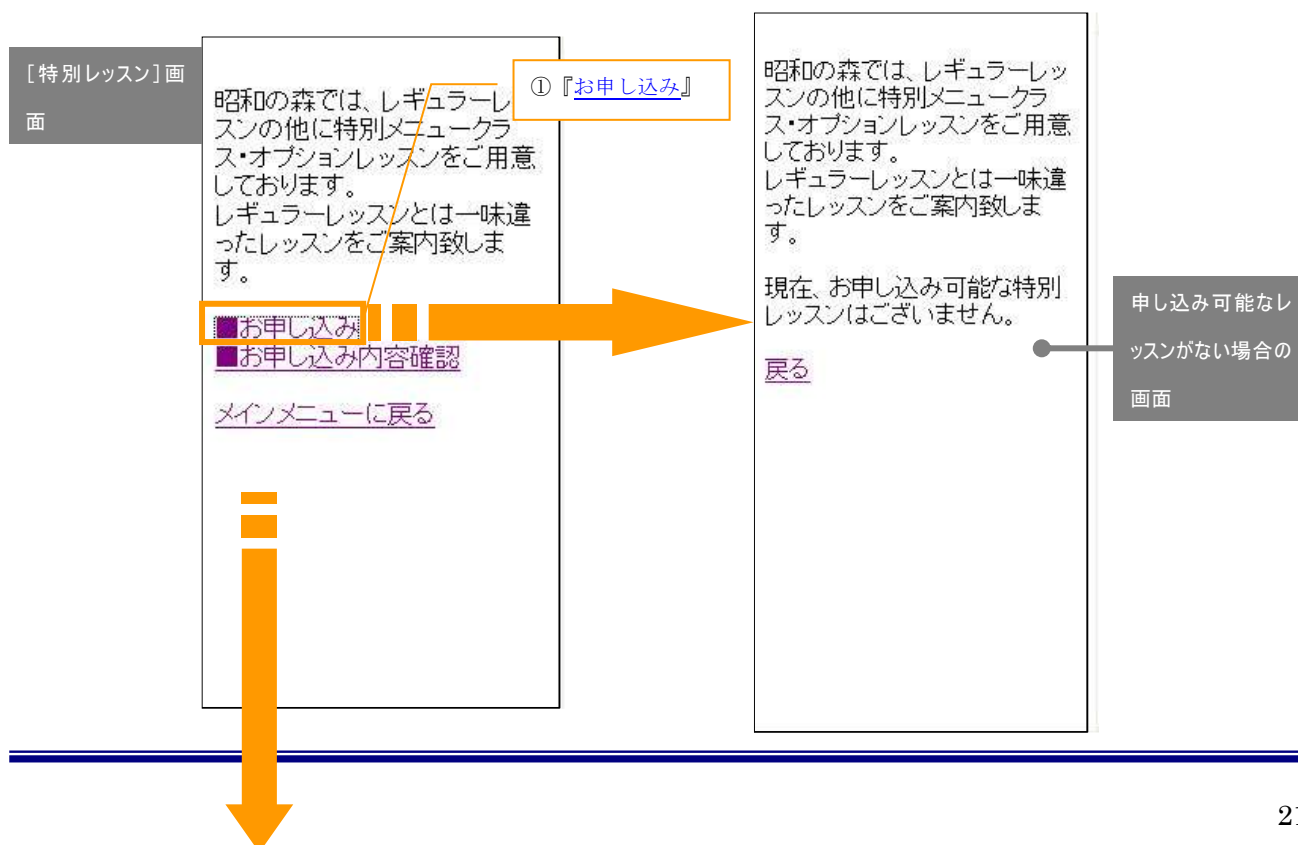 [特別レッスン]画
面
昭和の森では、レギュラーレ
スンの他に特別メニュークラ
ス・オプションレッスンをご用意
しております。
レギュラーレッスンとは一味違
ったレッスンをご案内致しま
す。
■お申し込み
■お申し込み内容確認
メインメニューに戻る
①『お申し込み』
昭和の森では、レギュラーレッ
スンの他に特別メニュークラ
ス・オプションレッスンをご用意
しております。
レギュラーレッスンとは一味違
ったレッスンをご案内致しま
す。
現在、お申し込み可能な特別
レッスンはございません。
戻る
申し込み可能なレ
ッスンがない場合の
画面